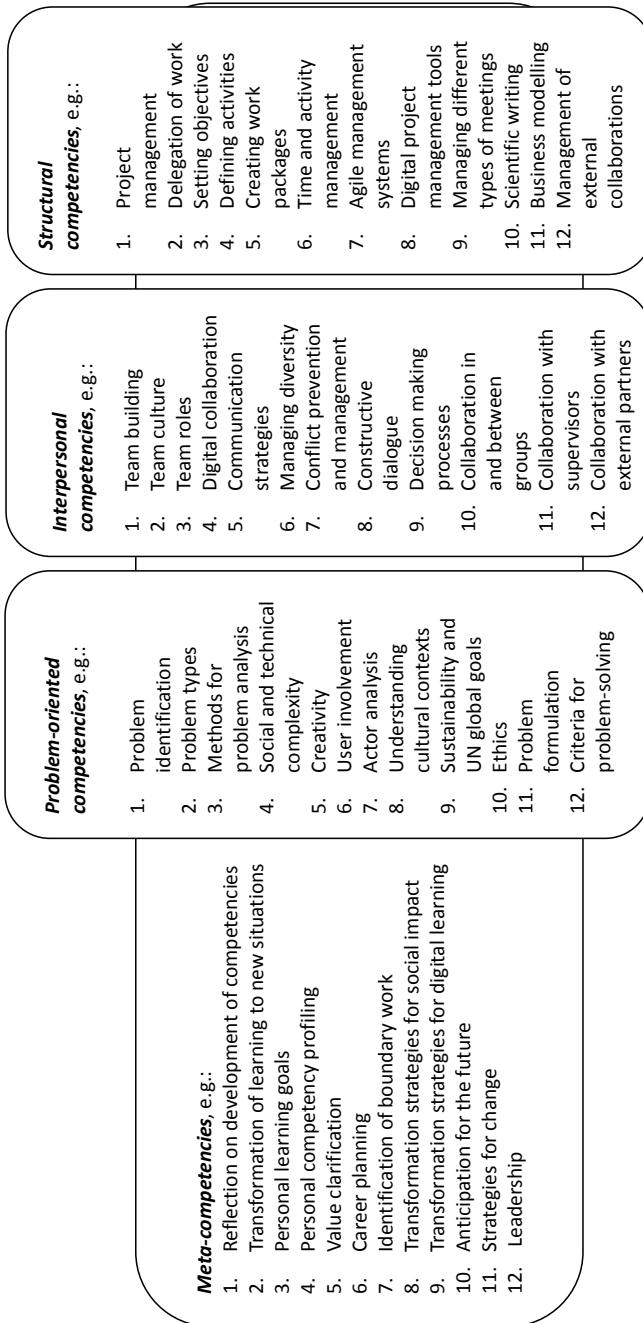 Meta-competencies, e.g.:
1. Reflection on development of competencies
2. Transformation of learning to new situations
3. Personal learning goals
4. Personal competency profiling
5. Value clarification
6. Career planning
7. Identification of boundary work
8. Transformation strategies for social impact
9. Transformation strategies for digital learning
10. Anticipation for the future
11. Strategies for change
12. Leadership
Problem-oriented
competencies, e.g.:
1. Problem
identification
2. Problem types
3. Methods for
problem analysis
4. Social and technical
complexity
5. Creativity
6. User involvement
7. Actor analysis
8. Understanding
cultural contexts
9. Sustainability and
UN global goals
10. Ethics
11. Problem
formulation
12. Criteria for
problem-solving
Interpersonal
competencies, e.g.:
1. Team building
2. Team culture
3. Team roles
4. Digital collaboration
5. Communication
strategies
6. Managing diversity
7. Conflict prevention
and management
8. Constructive
dialogue
9. Decision making
processes
10. Collaboration in
and between
groups
11. Collaboration with
supervisors
12. Collaboration with
external partners
Structural
competencies, e.g.:
1. Project
management
2. Delegation of work
3. Setting objectives
4. Defining activities
5. Creating work
packages
6. Time and activity
management
7. Agile management
systems
8. Digital project
management tools
9. Managing different
types of meetings
10. Scientific writing
11. Business modelling
12. Management of
external
collaborations